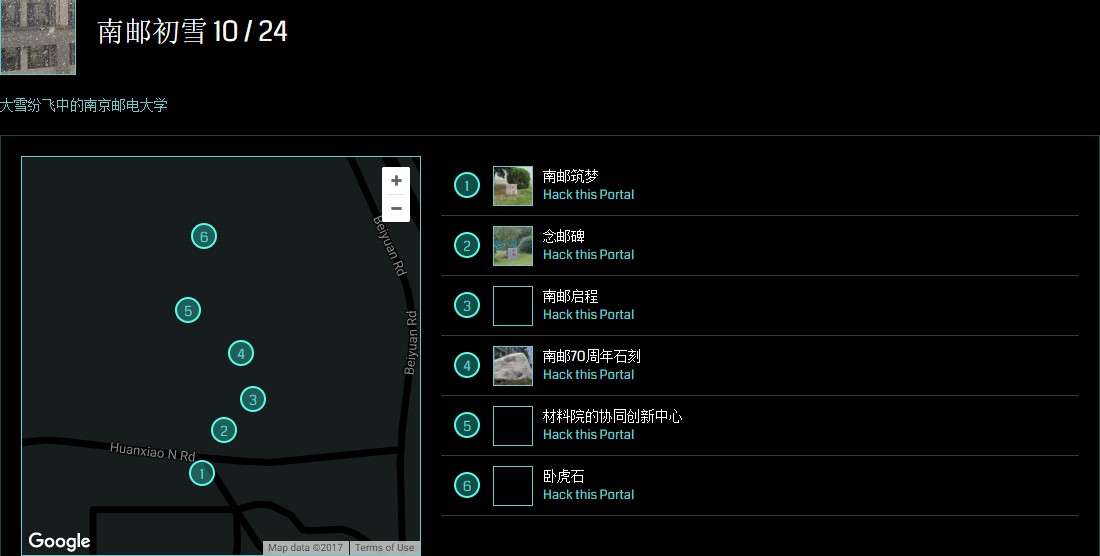 南邮初雪 10 / 24
大雪纷飞中的南京邮电大学
+
−
Beiyuan Rd
Beiyuan Rd
Huanxiao N Rd
6
5
4
3
2
1
Google
Map data ©2017
Terms of Use
1
南邮筑梦
Hack this Portal
2
念邮碑
Hack this Portal
3
南邮启程
Hack this Portal
4
南邮70周年石刻
Hack this Portal
5
材料院的协同创新中心
Hack this Portal
6
卧虎石
Hack this Portal